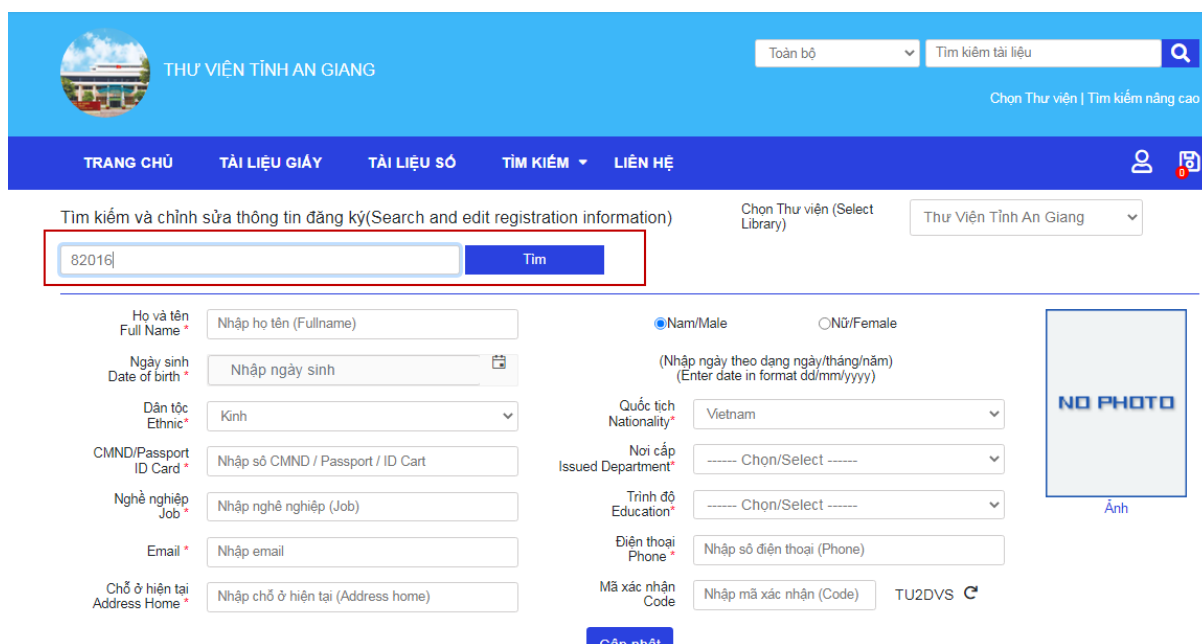 THƯ VIỆN TỈNH AN GIANG
Toàn bộ
Tìm kiếm tài liệu
Chọn Thư viện | Tìm kiếm nâng cao
TRANG CHỦ TÀI LIỆU GIẤY TÀI LIỆU SỐ TÌM KIẾM LIÊN HỆ
0
Tìm kiếm và chỉnh sửa thông tin đăng ký(Search and edit registration information)
Chọn Thư viện (Select
Library)
Thư Viện Tỉnh An Giang
82016
Tìm
Họ và tên
Full Name *
Nhập họ tên (Fullname)
Nam/Male
Nữ/Female
Ngày sinh
Date of birth *
Nhập ngày sinh
(Nhập ngày theo dạng ngày/tháng/năm)
(Enter date in format dd/mm/yyyy)
NO PHOTO
Dân tộc
Ethnic*
Kinh
Quốc tịch
Nationality*
Vietnam
CMND/Passport
ID Card *
Nhập số CMND / Passport / ID Cart
Nơi cấp
Issued Department*
------ Chọn/Select ------
Nghề nghiệp
Job *
Nhập nghề nghiệp (Job)
Trình độ
Education*
------ Chọn/Select ------
Ảnh
Email *
Nhập email
Điện thoại
Phone *
Nhập số điện thoại (Phone)
Chỗ ở hiện tại
Address Home *
Nhập chỗ ở hiện tại (Address home)
Mã xác nhận
Code
Nhập mã xác nhận (Code)
TU2DVS
Cập nhật